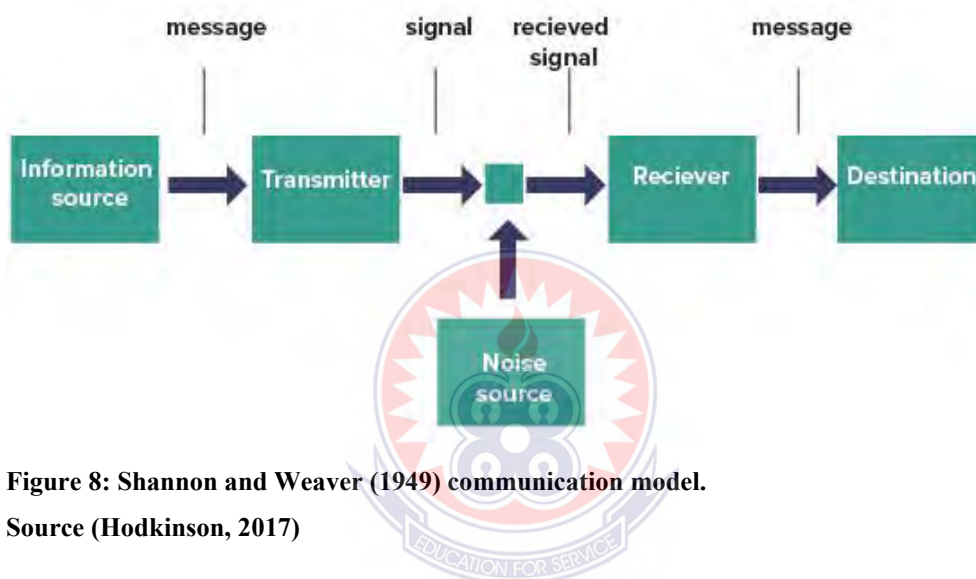 message signal recieved message
signal
Information Transmitter Reciever Destination
source
Noise
source
Figure 8: Shannon and Weaver (1949) communication model.
Source (Hodkinson, 2017)
EDUCATION FOR SERVICE